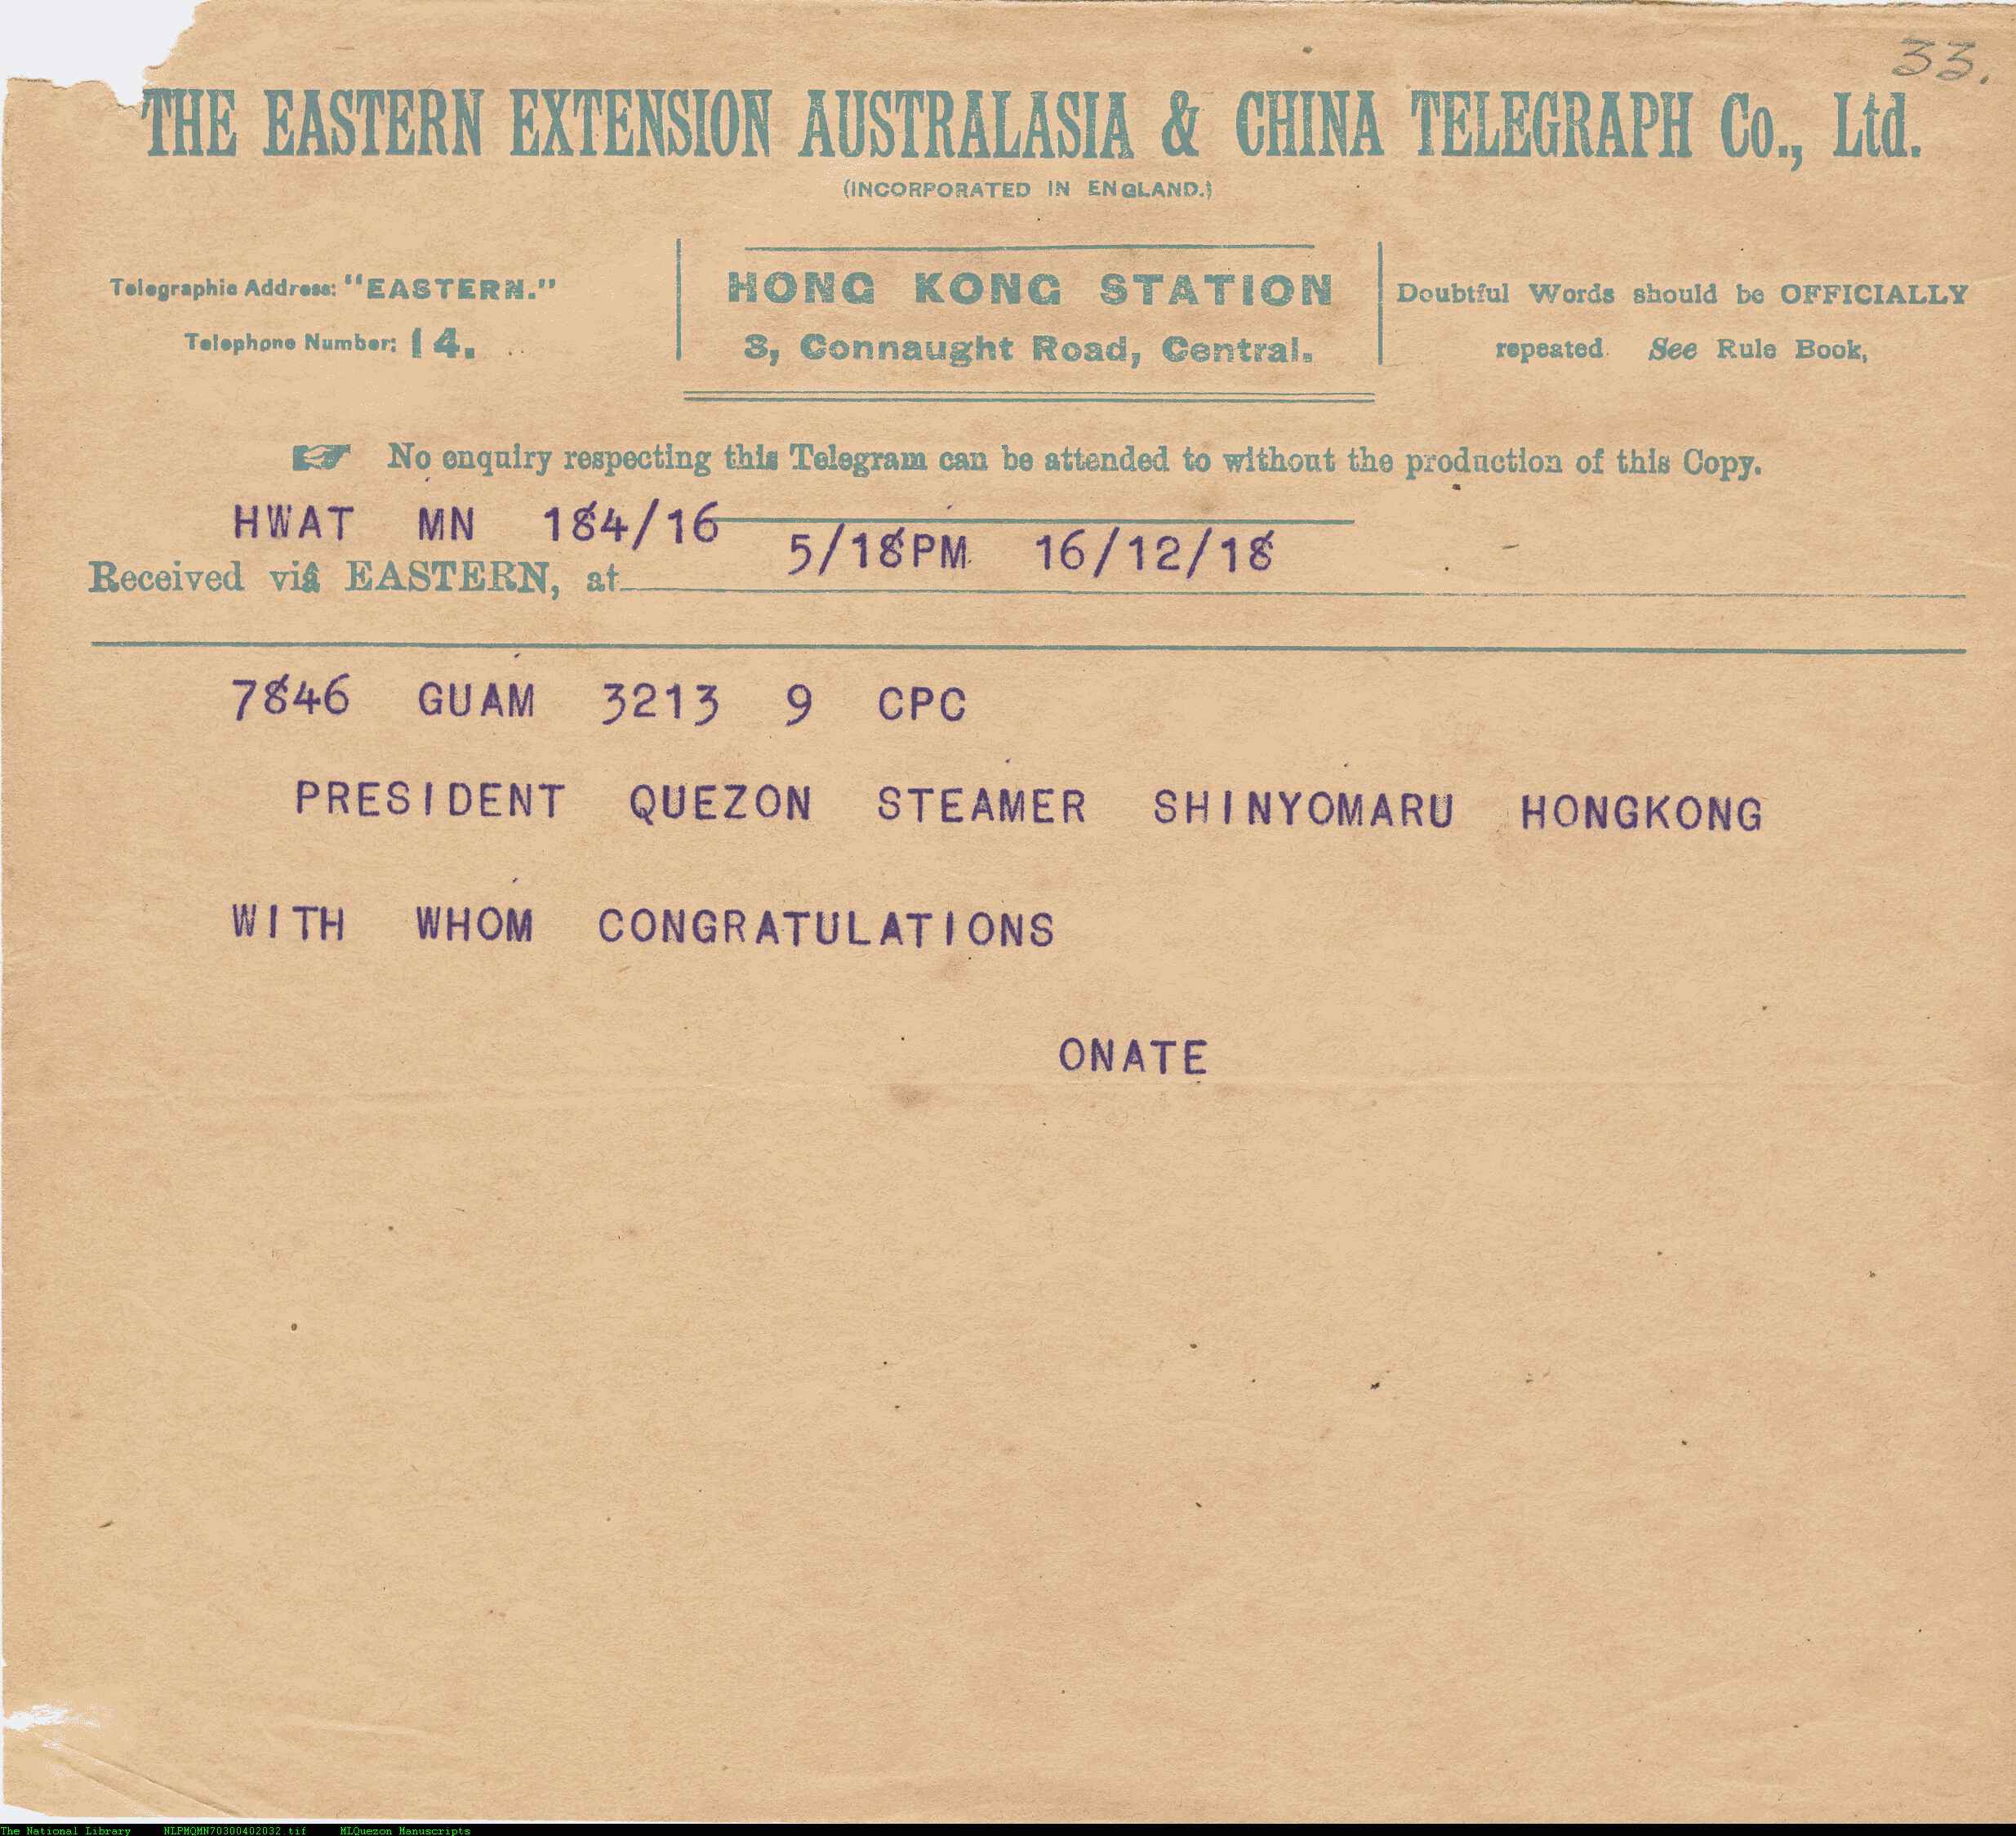 33.
THE EASTERN EXTENSION AUSTRALASIA & CHINA TELEGRAPH Co., Ltd.
(INCORPORATED IN ENGLAND.)
Telegraphic Address: "EASTERN."
Telephone Number: 14.
HONG KONG STATION
3, Connaught Road, Central.
Doubtful Words should be OFFICIALLY
repeated. See Rule Book,
No enquiry respecting this Telegram can be attended to without the production of this Copy.
HWAT MN 184/16
5/18PM 16/12/18
Received viâ EASTERN, at
7846 GUAM 3213 9 CPC
PRESIDENT QUEZON STEAMER SHINYOMARU HONGKONG
WITH WHOM CONGRATULATIONS
ONATE
The National Library NLPMQMN70300402032.tif MLQuezon Manuscripts